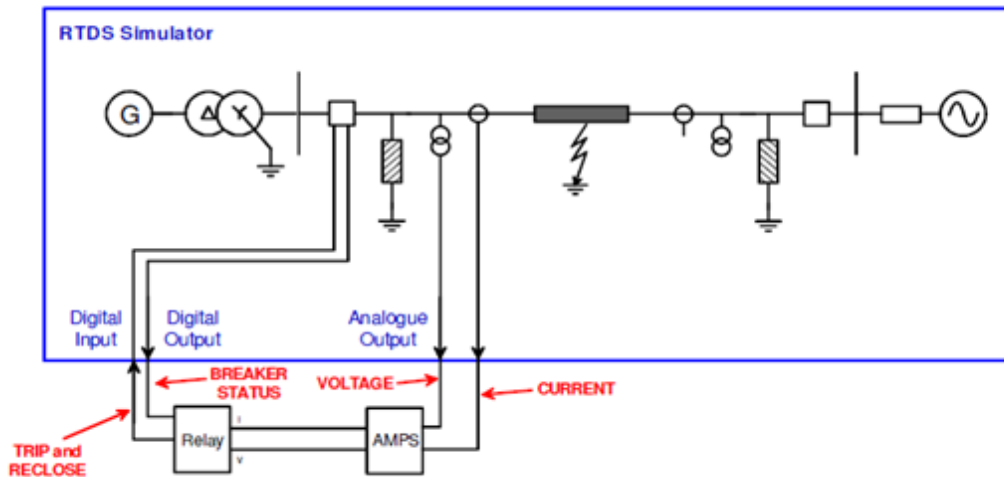 RTDS Simulator
G
Δ
Y
Digital
Input
Digital
Output
Analogue
Output
BREAKER
STATUS
VOLTAGE
CURRENT
TRIP and
RECLOSE
Relay
I
V
AMPS